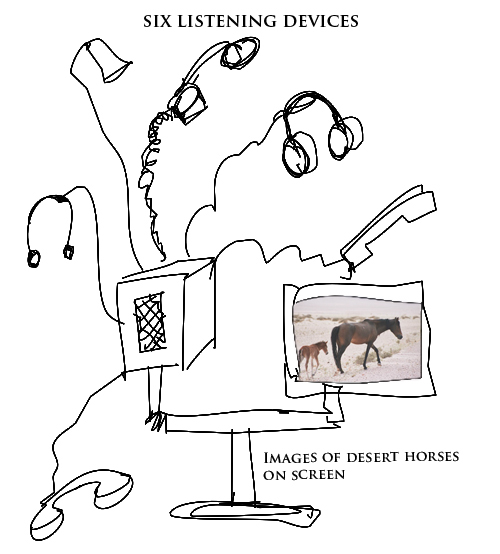 SIX LISTENING DEVICES
IMAGES OF DESERT HORSES
ON SCREEN